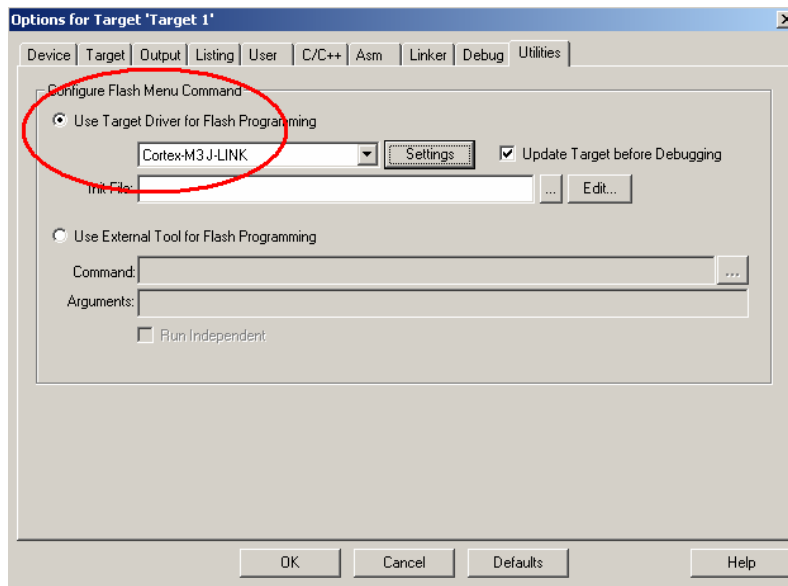 Options for Target 'Target 1'
Device Target Output Listing User C/C++ Asm Linker Debug Utilities
Configure Flash Menu Command
Use Target Driver for Flash Programming
Cortex-M3 J-LINK Settings Update Target before Debugging
Init File: ... Edit...
Use External Tool for Flash Programming
Command: ...
Arguments:
Run Independent
OK Cancel Defaults Help